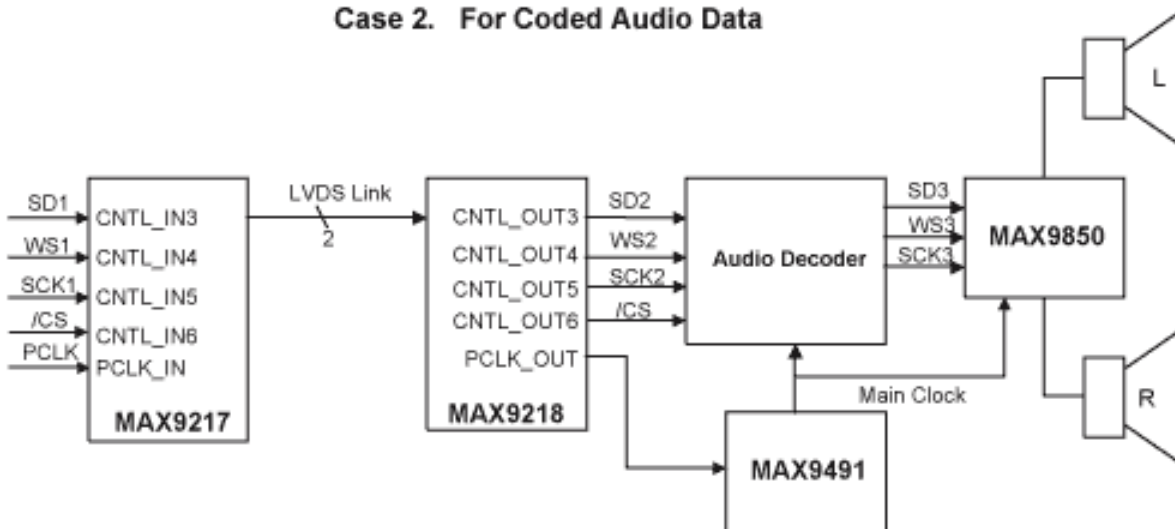 Case 2. For Coded Audio Data
L
SD1
WS1
SCK1
/CS
PCLK
CNTL_IN3
CNTL_IN4
CNTL_IN5
CNTL_IN6
PCLK_IN
MAX9217
LVDS Link
2
CNTL_OUT3
CNTL_OUT4
CNTL_OUT5
CNTL_OUT6
PCLK_OUT
MAX9218
SD2
WS2
SCK2
/CS
Audio Decoder
SD3
WS3
SCK3
MAX9850
Main Clock
R
MAX9491